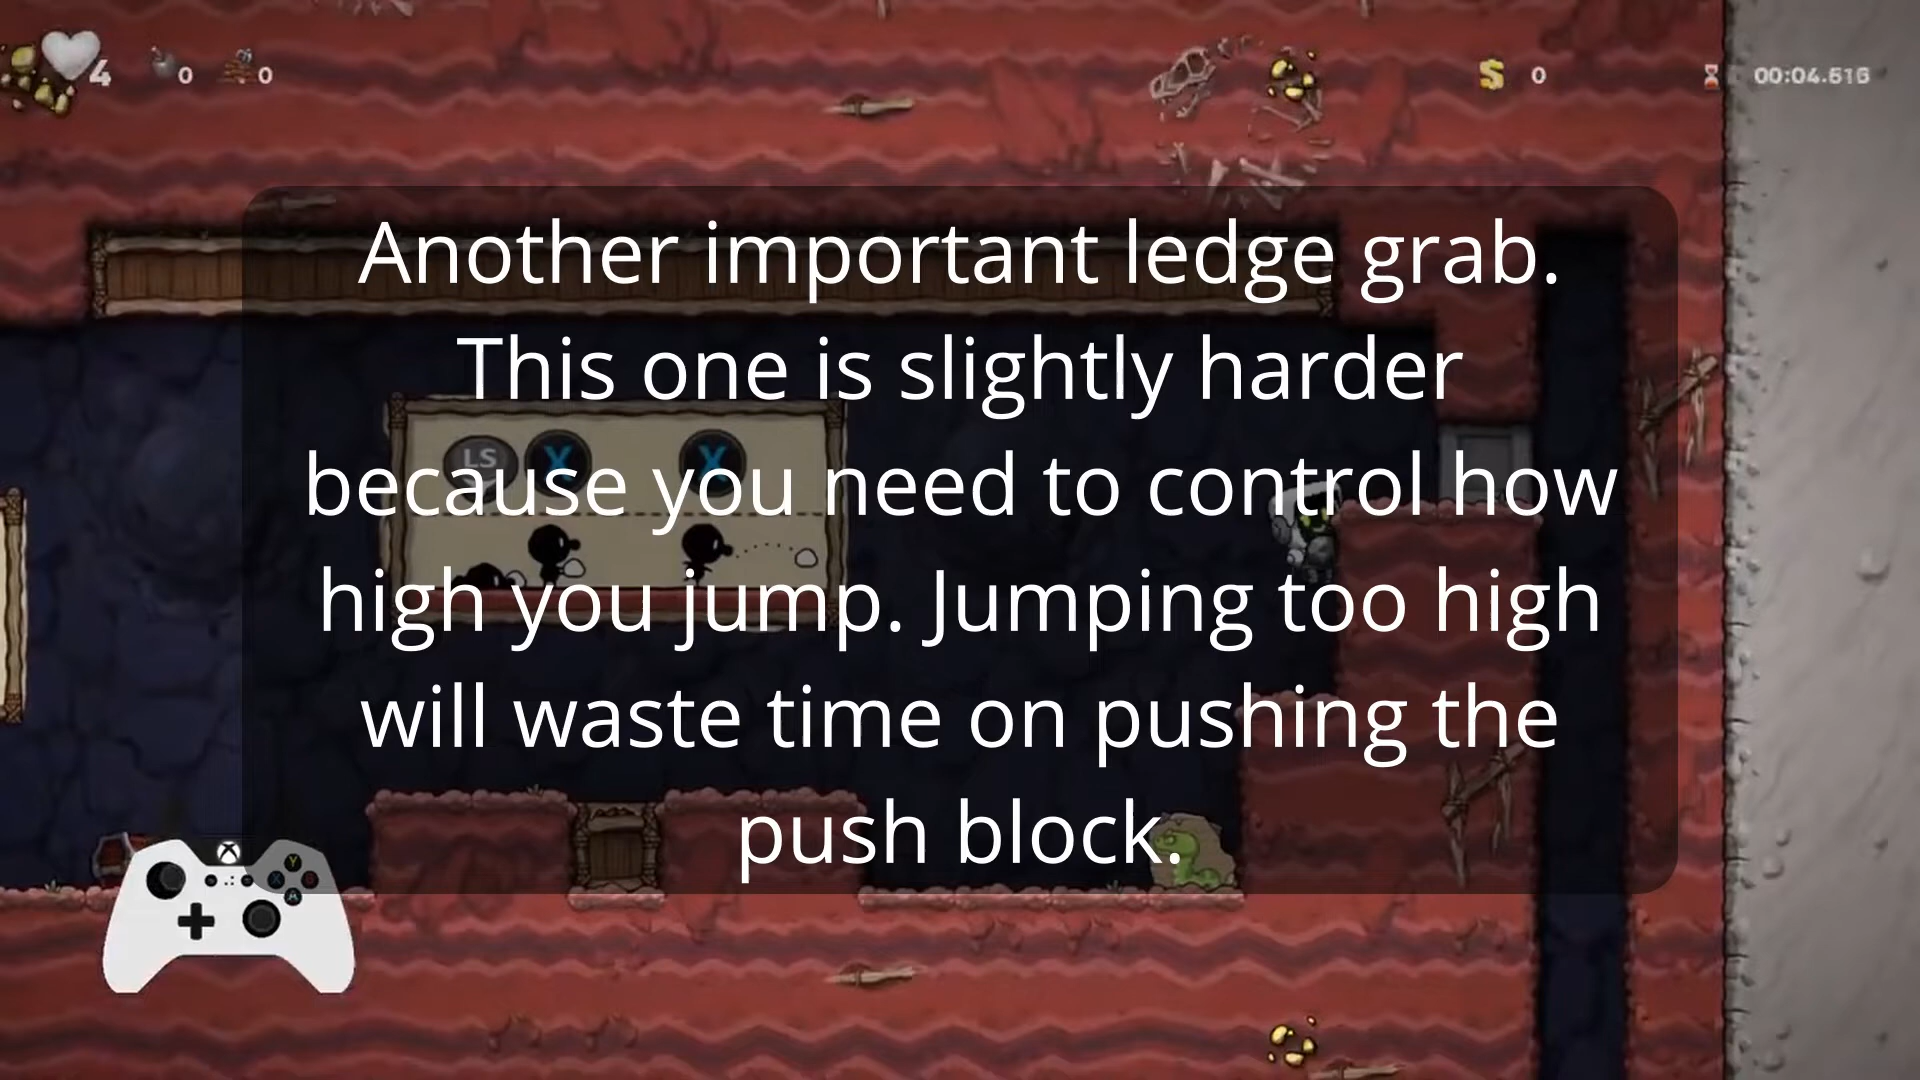 4 0 0 $ 0 00:04.616
Another important ledge grab.
This one is slightly harder
because you need to control how
high you jump. Jumping too high
will waste time on pushing the
push block.
LS X X
Y
X B
A